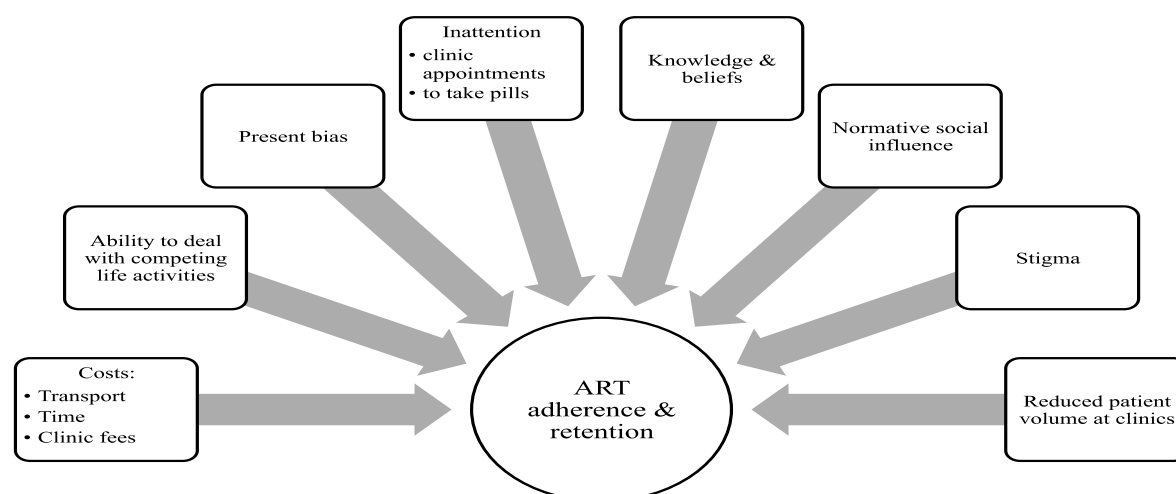 Costs:
• Transport
• Time
• Clinic fees
Ability to deal
with competing
life activities
Present bias
Inattention
• clinic
appointments
• to take pills
Knowledge &
beliefs
Normative social
influence
Stigma
Reduced patient
volume at clinics
ART
adherence &
retention